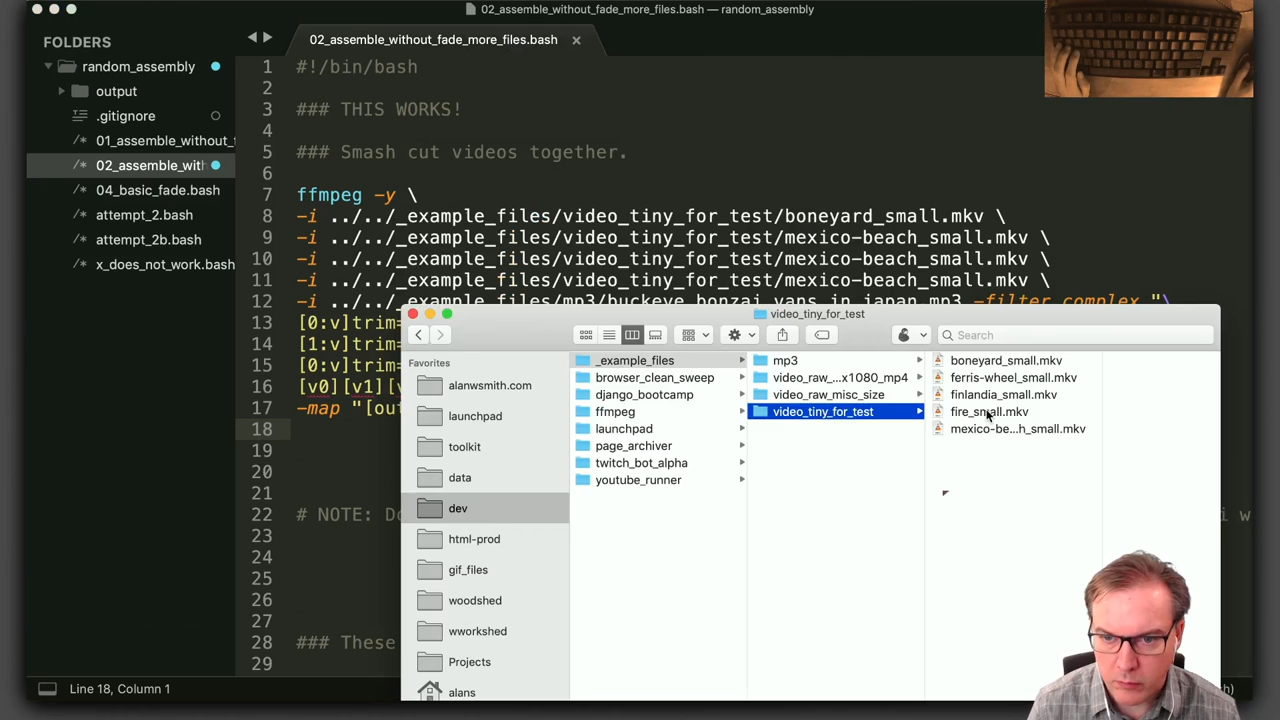 02_assemble_without_fade_more_files.bash — random_assembly
FOLDERS
random_assembly
output
.gitignore
01_assemble_without_
02_assemble_wit
04_basic_fade.bash
attempt_2.bash
attempt_2b.bash
x_does_not_work.bash
02_assemble_without_fade_more_files.bash
1 #!/bin/bash
2
3 ### THIS WORKS!
4
5 ### Smash cut videos together.
6
7 ffmpeg -y \
8 -i ../../_example_files/video_tiny_for_test/boneyard_small.mkv \
9 -i ../../_example_files/video_tiny_for_test/mexico-beach_small.mkv \
10 -i ../../_example_files/video_tiny_for_test/mexico-beach_small.mkv \
11 -i ../../_example_files/video_tiny_for_test/mexico-beach_small.mkv \
12 -i ../../_example_files/mp3/buckeye_bonzai_vans_in_japan.mp3 -filter_complex "\
13 [0:v]trim=
14 [1:v]trim=
15 [0:v]trim=
16 [v0][v1][v
17 -map "[ou
18
19
20
21
22 # NOTE: D i w
23
24
25
26
27
28 ### These
29
Line 18, Column 1
video_tiny_for_test
Search
Favorites
alanwsmith.com
launchpad
toolkit
data
dev
html-prod
gif_files
woodshed
wworkshed
Projects
alans
_example_files
browser_clean_sweep
django_bootcamp
ffmpeg
launchpad
page_archiver
twitch_bot_alpha
youtube_runner
mp3
video_raw_...x1080_mp4
video_raw_misc_size
video_tiny_for_test
boneyard_small.mkv
ferris-wheel_small.mkv
finlandia_small.mkv
fire_small.mkv
mexico-be...h_small.mkv